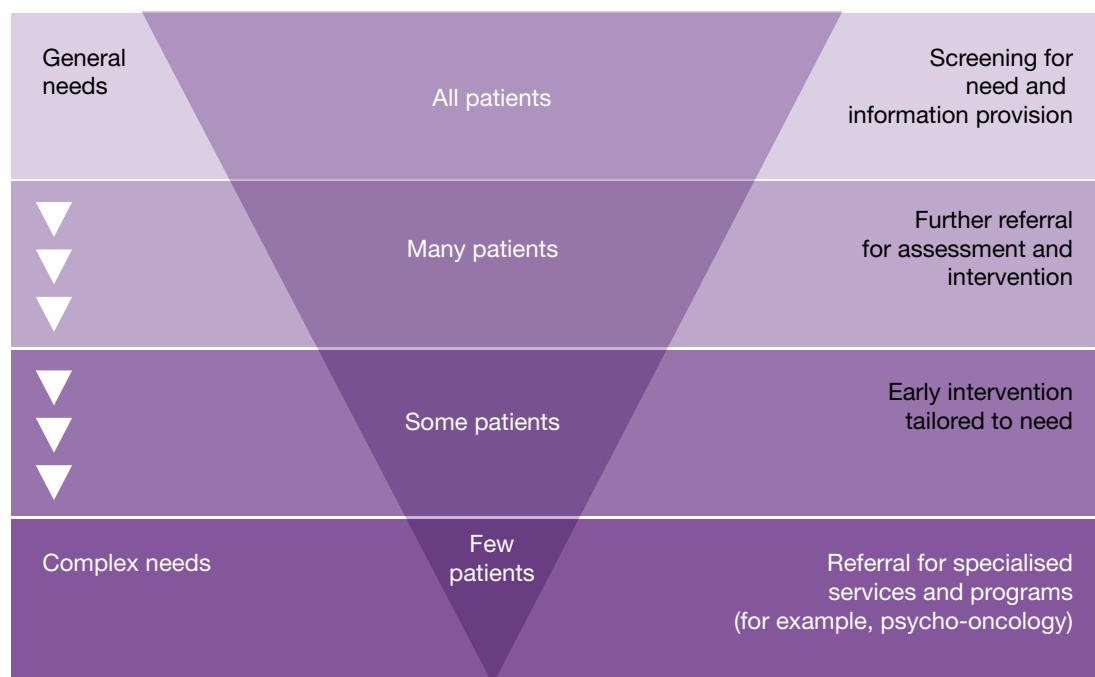 General
needs
All patients
Screening for
need and
information provision
Many patients
Further referral
for assessment and
intervention
Some patients
Early intervention
tailored to need
Complex needs
Few
patients
Referral for specialised
services and programs
(for example, psycho-oncology)